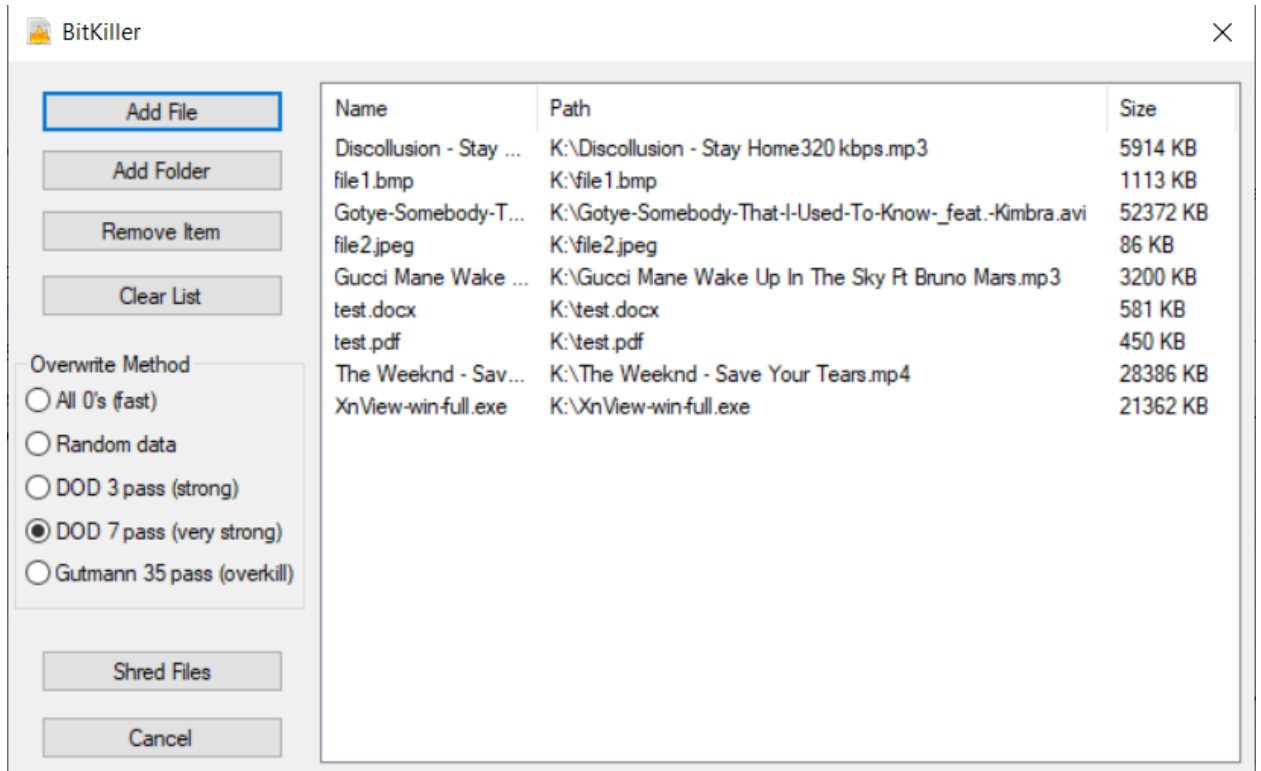 BitKiller
Add File
Add Folder
Remove Item
Clear List
Overwrite Method
All 0's (fast)
Random data
DOD 3 pass (strong)
DOD 7 pass (very strong)
Gutmann 35 pass (overkill)
Shred Files
Cancel
Name Path Size
Discollusion - Stay ... K:\Discollusion - Stay Home320 kbps.mp3 5914 KB
file1.bmp K:\file1.bmp 1113 KB
Gotye-Somebody-T... K:\Gotye-Somebody-That-I-Used-To-Know-_feat.-Kimbra.avi 52372 KB
file2.jpeg K:\file2.jpeg 86 KB
Gucci Mane Wake ... K:\Gucci Mane Wake Up In The Sky Ft Bruno Mars.mp3 3200 KB
test.docx K:\test.docx 581 KB
test.pdf K:\test.pdf 450 KB
The Weeknd - Sav... K:\The Weeknd - Save Your Tears.mp4 28386 KB
XnView-win-full.exe K:\XnView-win-full.exe 21362 KB